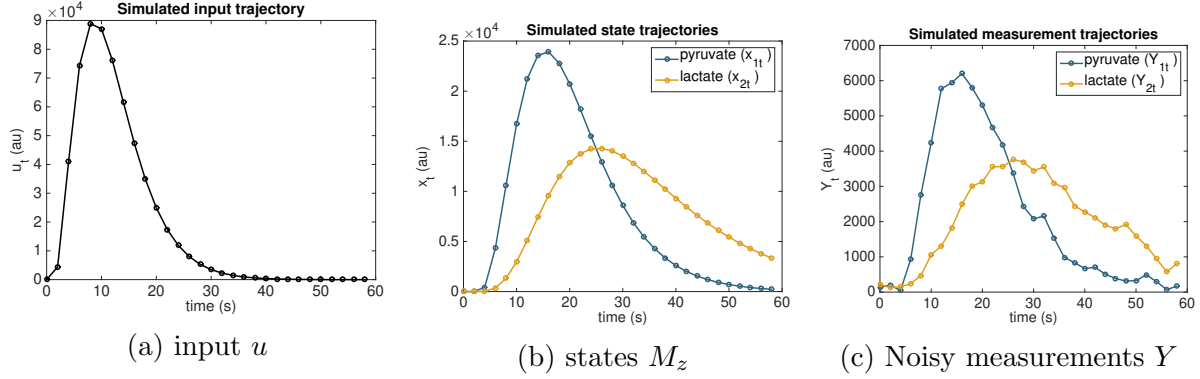 Simulated input trajectory
×10⁴
9
8
7
6
5
4
3
2
1
0
u_t (au)
0 10 20 30 40 50 60
time (s)
(a) input u
Simulated state trajectories
×10⁴
2.5
2
1.5
1
0.5
0
x_t (au)
pyruvate (x_1t)
lactate (x_2t)
0 10 20 30 40 50 60
time (s)
(b) states M_z
Simulated measurement trajectories
7000
6000
5000
4000
3000
2000
1000
0
Y_t (au)
pyruvate (Y_1t)
lactate (Y_2t)
0 10 20 30 40 50 60
time (s)
(c) Noisy measurements Y